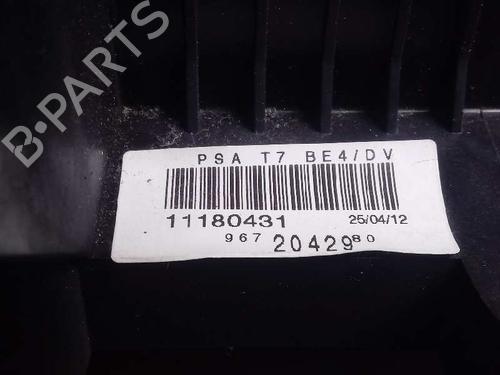 PSA T7 BE4/DV
11180431 25/04/12
967 20429 80
B-PARTS